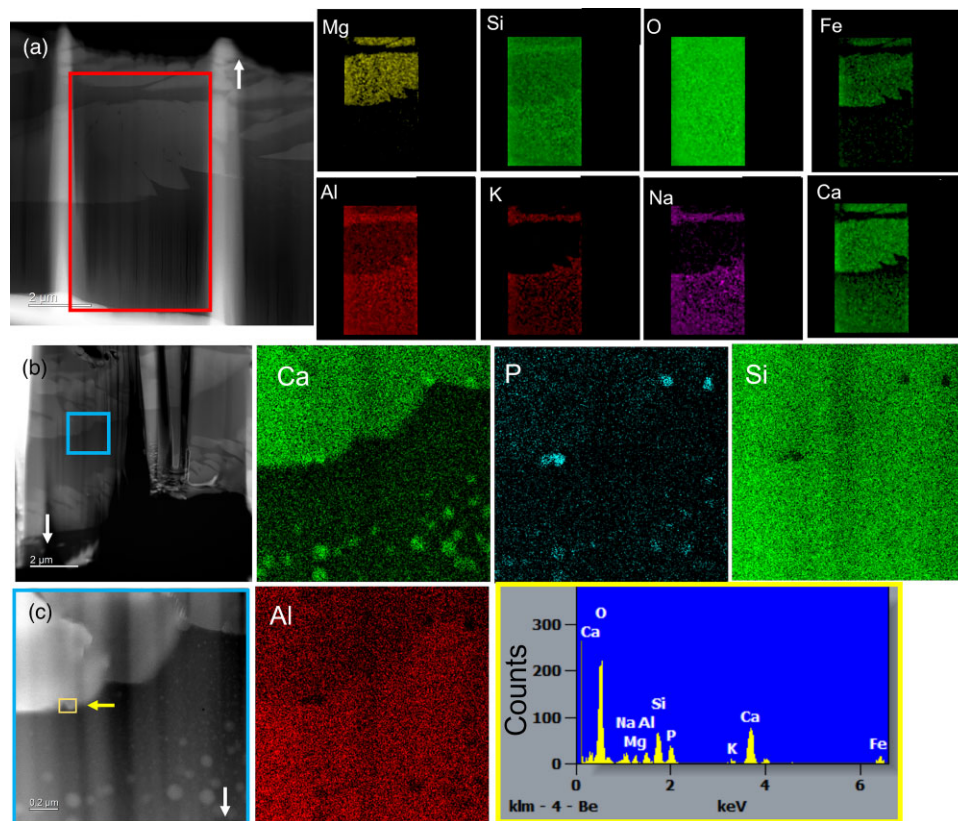 (a)
2 μm
Mg
Si
O
Fe
Al
K
Na
Ca
(b)
2 μm
Ca
P
Si
(c)
0.2 μm
Al
Counts
300
200
100
0
Ca
O
Na
Mg
Al
Si
P
K
Ca
Fe
0
2
4
6
klm - 4 - Be
keV